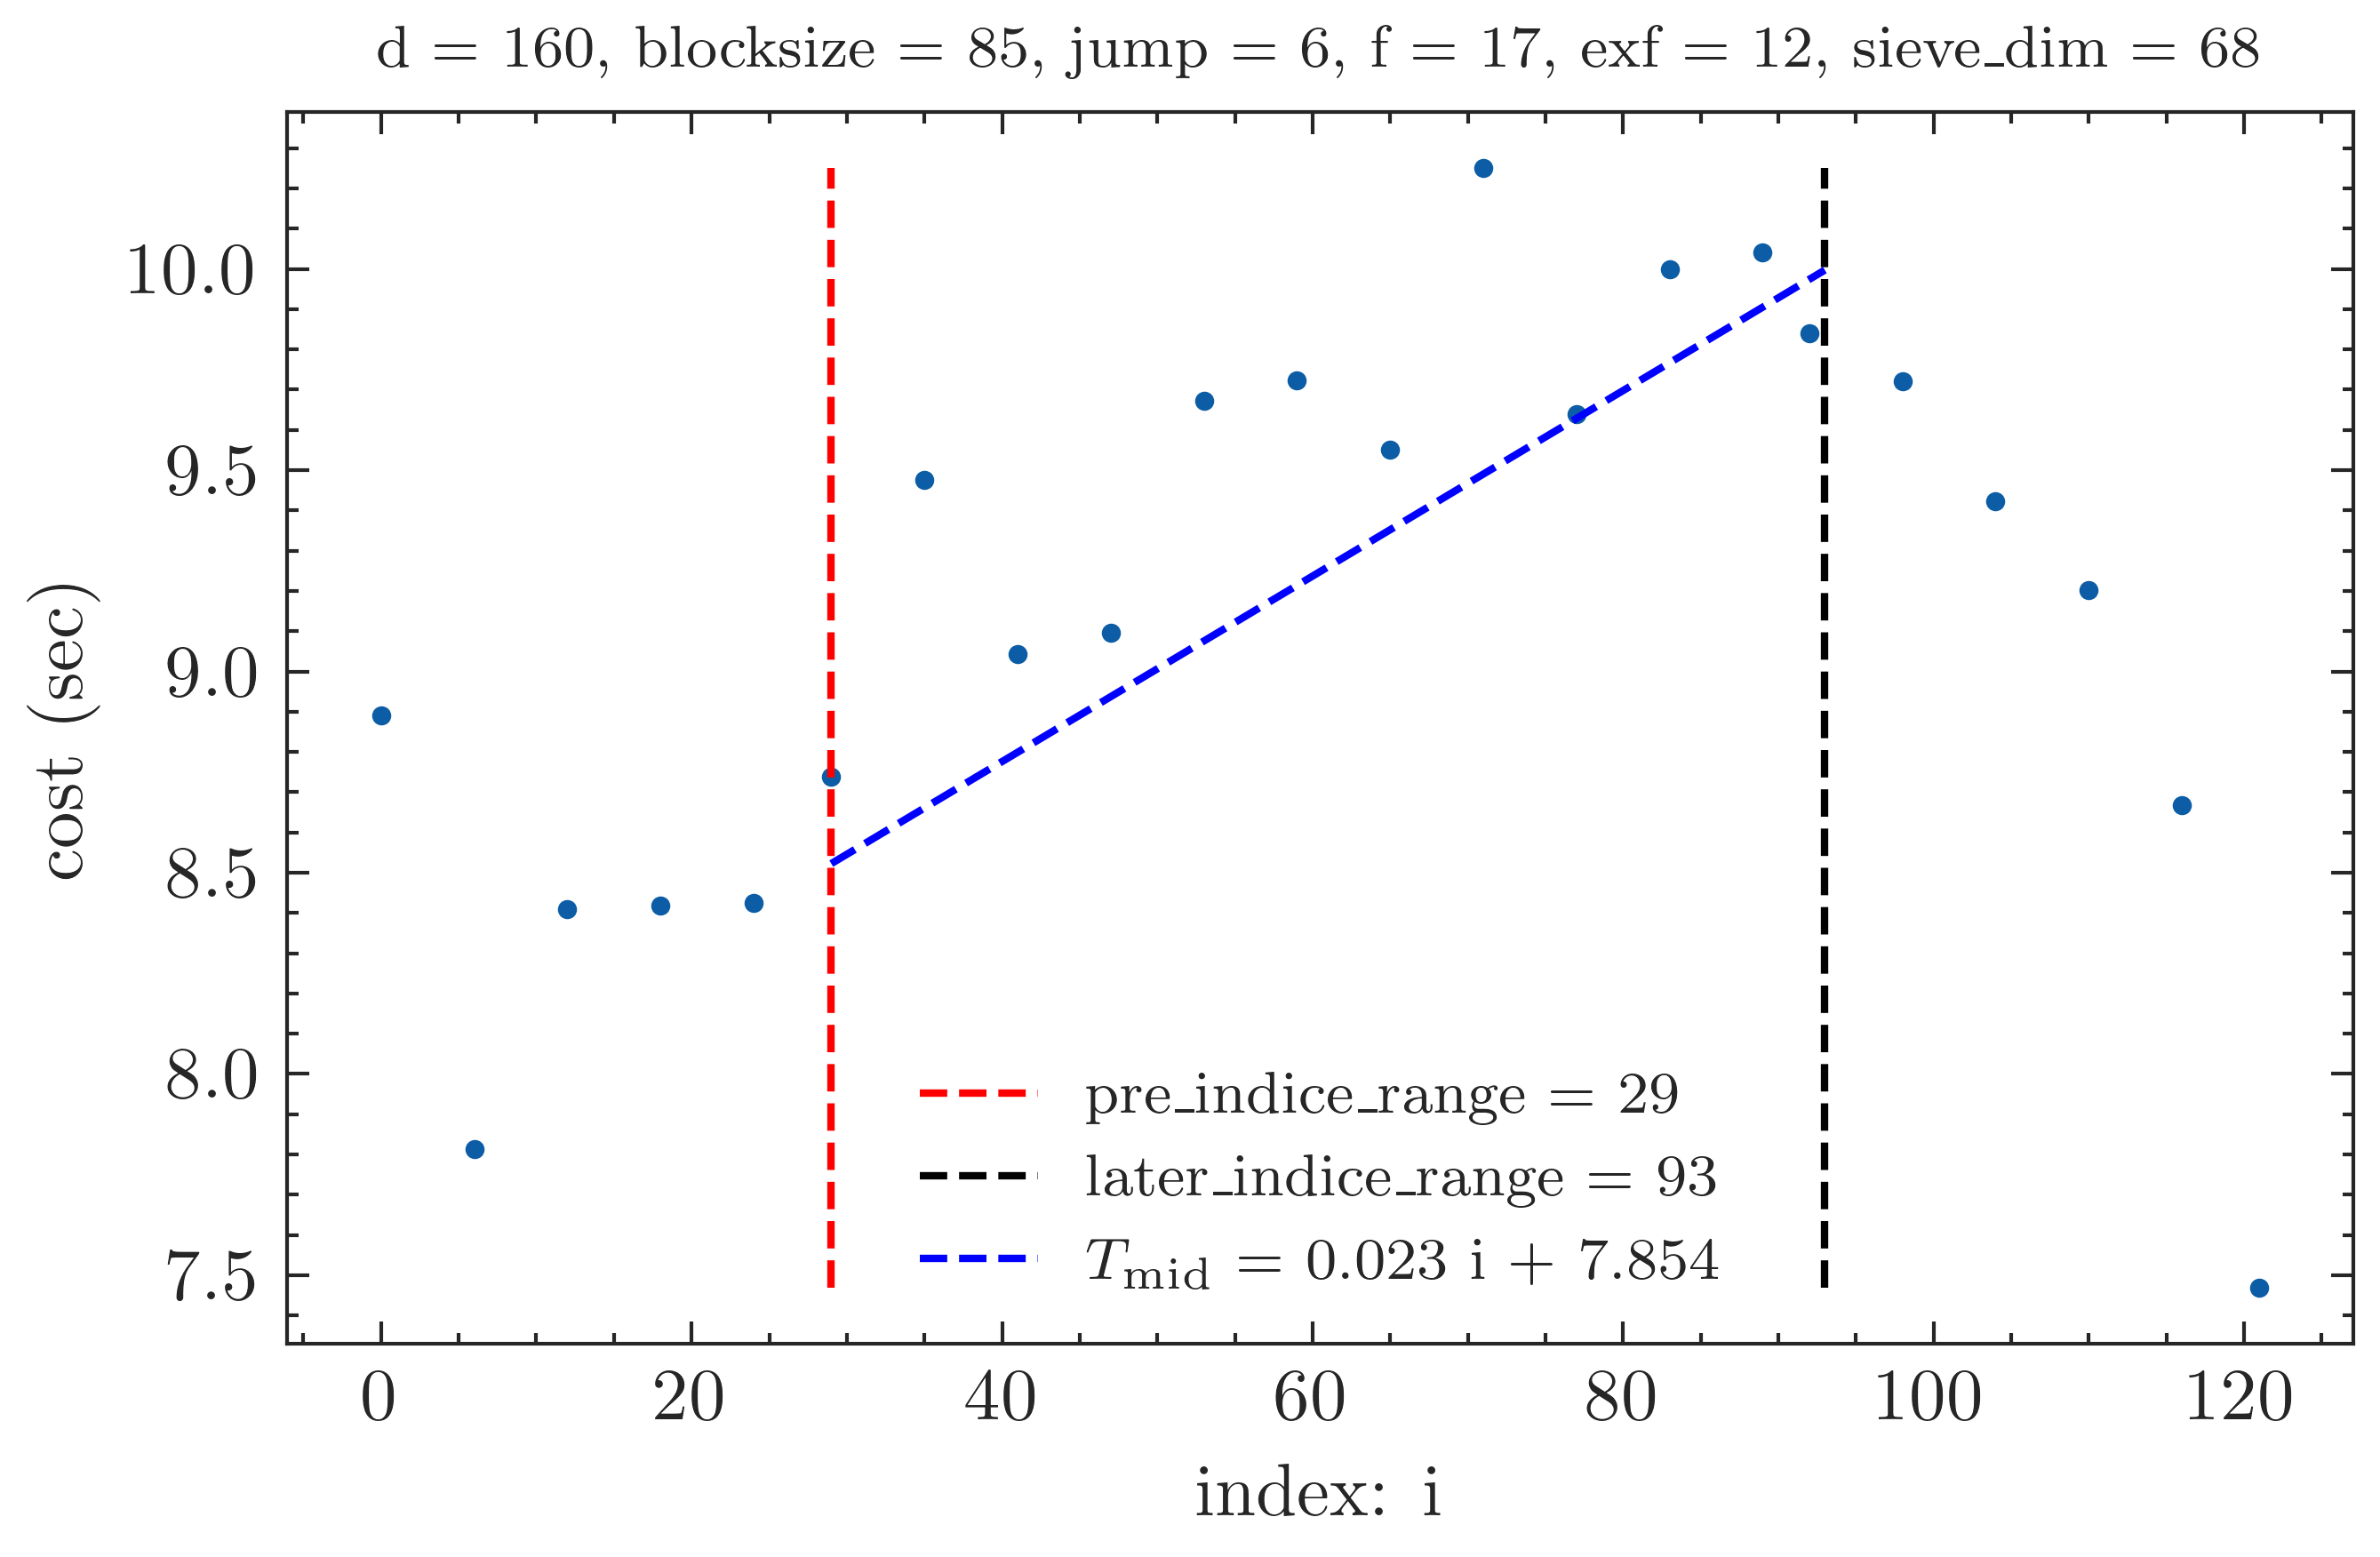 d = 160, blocksize = 85, jump = 6, f = 17, exf = 12, sieve_dim = 68
cost (sec)
10.0
9.5
9.0
8.5
8.0
7.5
pre_indice_range = 29
later_indice_range = 93
T_mid = 0.023 i + 7.854
0 20 40 60 80 100 120
index: i